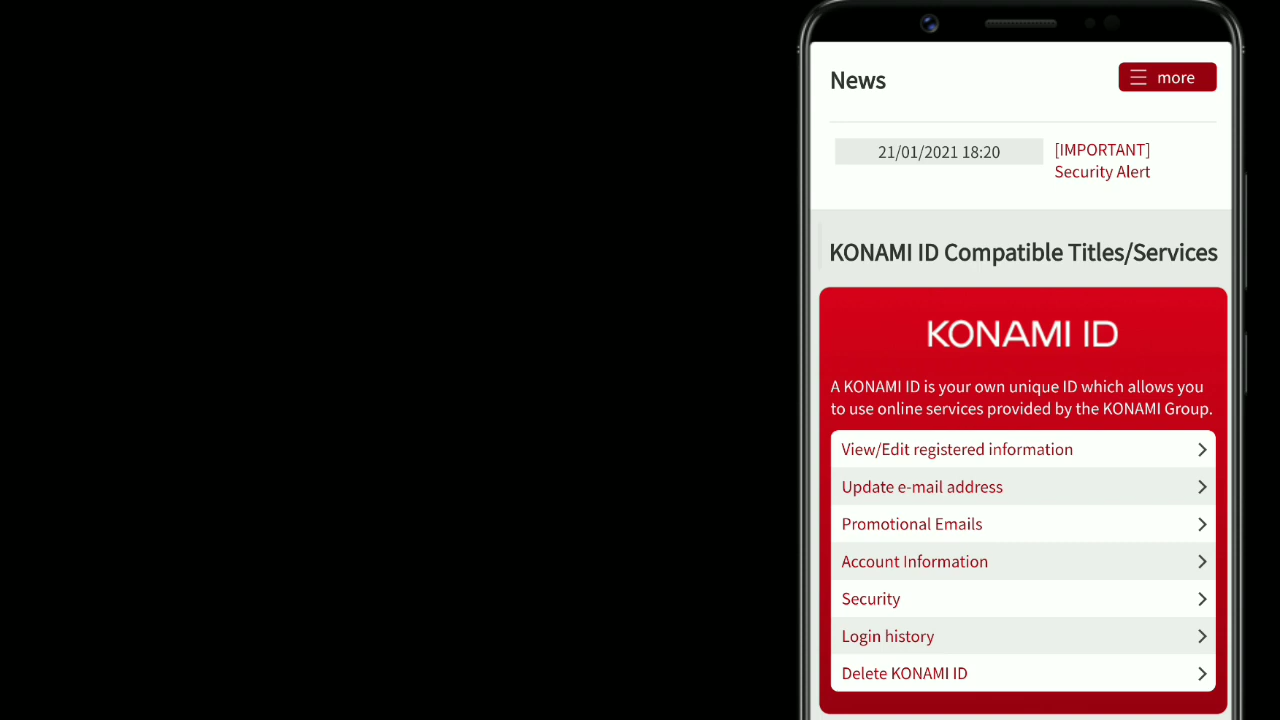 News
more
21/01/2021 18:20
[IMPORTANT]
Security Alert
KONAMI ID Compatible Titles/Services
KONAMI ID
A KONAMI ID is your own unique ID which allows you
to use online services provided by the KONAMI Group.
View/Edit registered information
Update e-mail address
Promotional Emails
Account Information
Security
Login history
Delete KONAMI ID